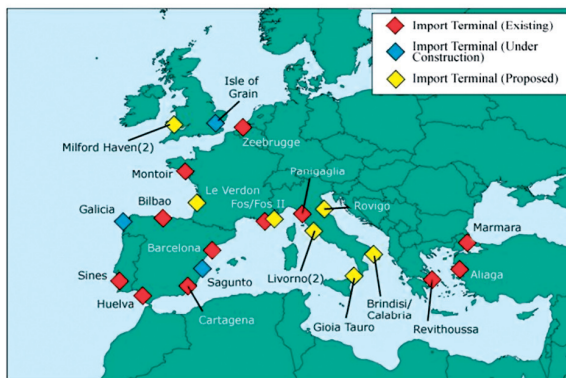 Import Terminal (Existing)
Import Terminal (Under
Construction)
Import Terminal (Proposed)
Isle of
Grain
Milford Haven(2)
Zeebrugge
Montoir
Panigaglia
Le Verdon
Fos/Fos II
Rovigo
Galicia
Bilbao
Marmara
Barcelona
Aliaga
Sines
Sagunto
Livorno(2)
Huelva
Brindisi/
Calabria
Cartagena
Gioia Tauro
Revithoussa